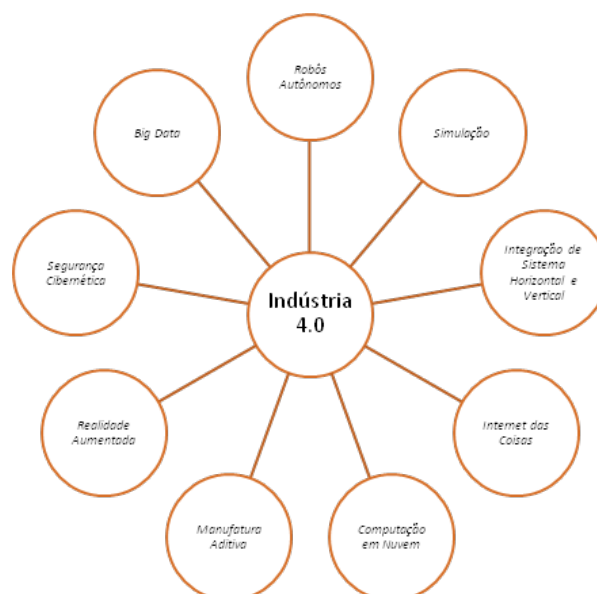 Robôs
Autônomos
Big Data
Simulação
Segurança
Cibernética
Integração de
Sistema
Horizontal e
Vertical
Indústria
4.0
Realidade
Aumentada
Internet das
Coisas
Manufatura
Aditiva
Computação
em Nuvem